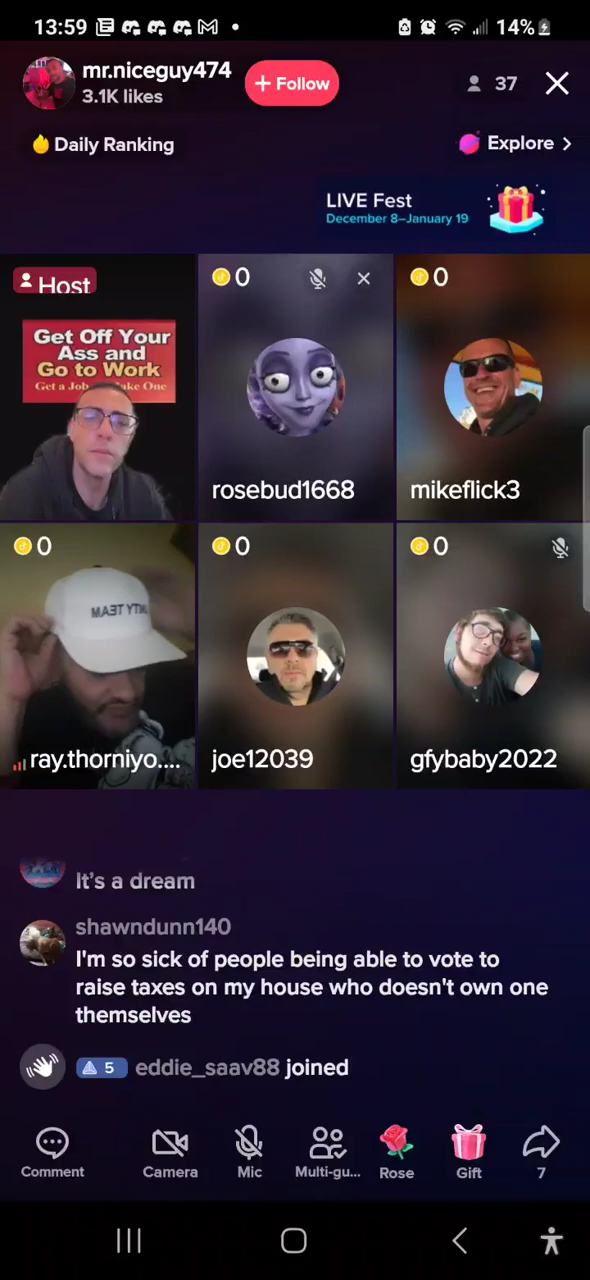 13:59 14%
mr.niceguy474
3.1K likes
+ Follow
37
Daily Ranking
Explore >
LIVE Fest
December 8–January 19
Host
Get Off Your
Ass and
Go to Work
Get a Job
ake One
0
rosebud1668
0
mikeflick3
0
ray.thorniyo....
0
joe12039
0
gfybaby2022
It's a dream
shawndunn140
I'm so sick of people being able to vote to
raise taxes on my house who doesn't own one
themselves
5 eddie_saav88 joined
Comment
Camera
Mic
Multi-gu...
Rose
Gift
7